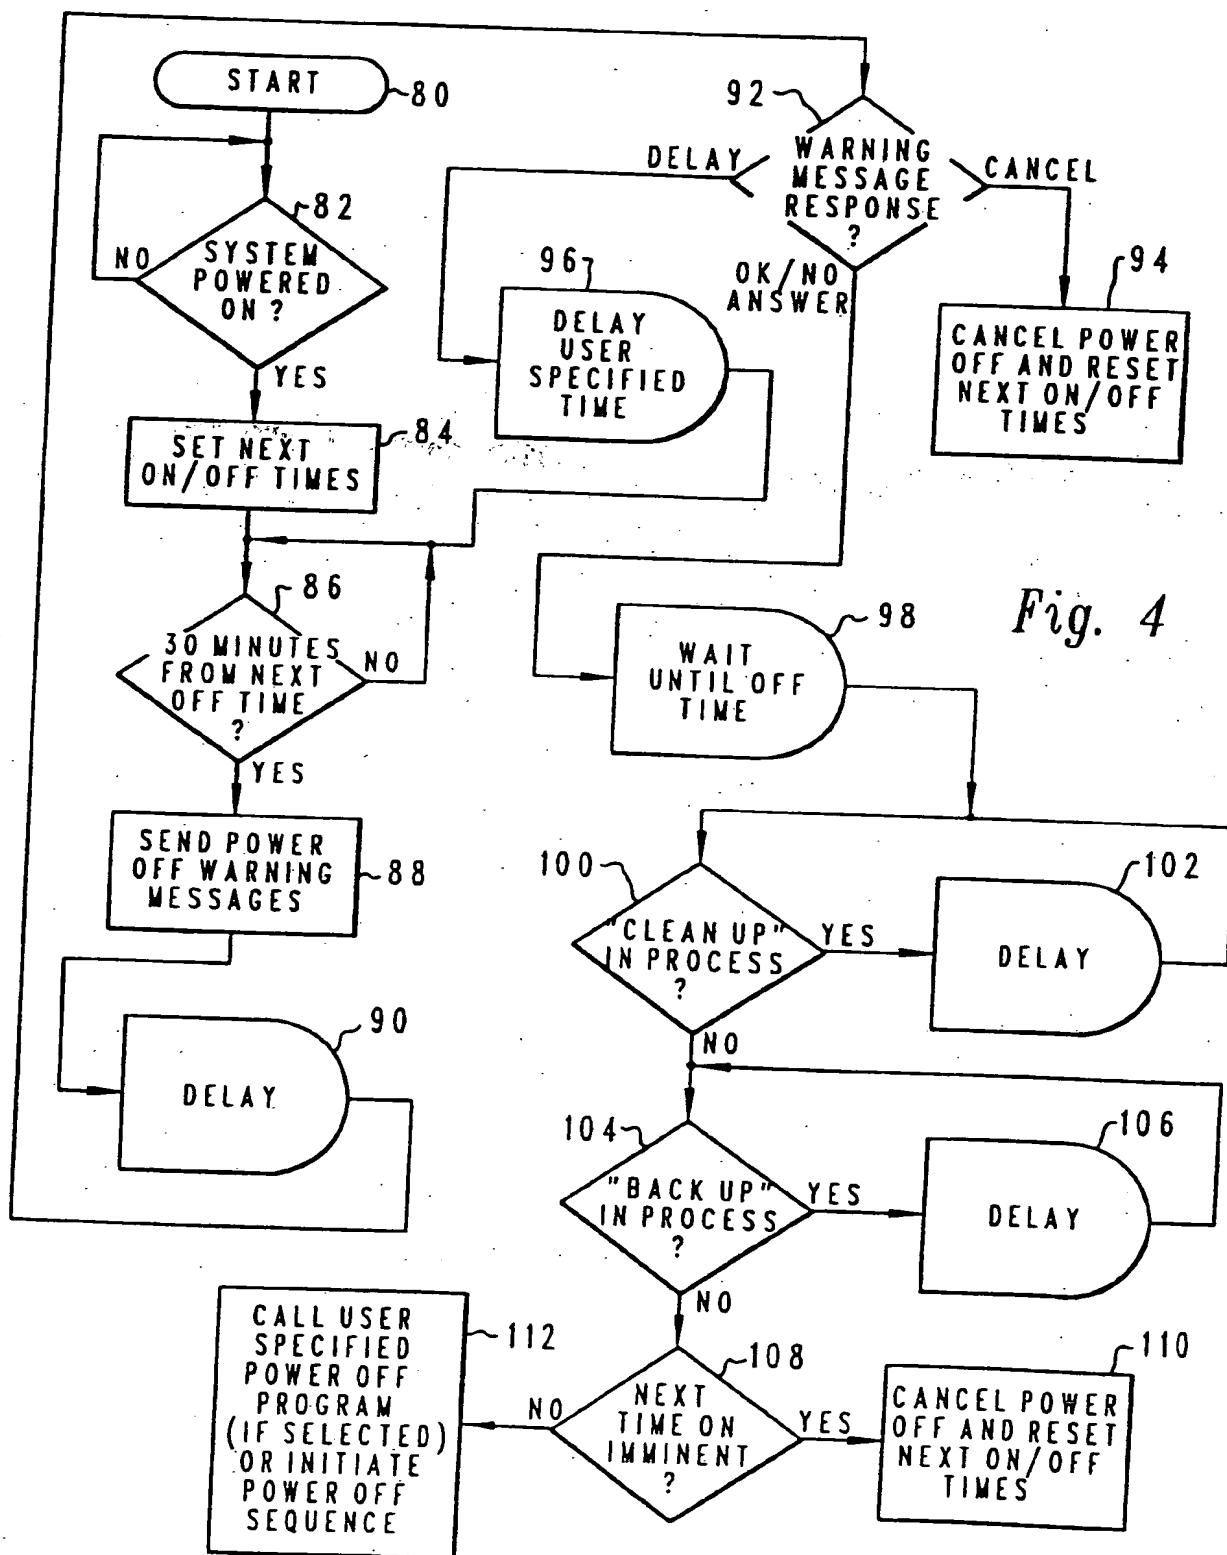 START
80
82
SYSTEM
POWERED
ON ?
NO
YES
84
SET NEXT
ON/OFF TIMES
86
30 MINUTES
FROM NEXT
OFF TIME
?
NO
YES
SEND POWER
OFF WARNING
MESSAGES
88
90
DELAY
92
WARNING
MESSAGE
RESPONSE
?
DELAY
CANCEL
OK/NO
ANSWER
94
CANCEL POWER
OFF AND RESET
NEXT ON/OFF
TIMES
96
DELAY
USER
SPECIFIED
TIME
Fig. 4
98
WAIT
UNTIL OFF
TIME
100
"CLEAN UP"
IN PROCESS
?
YES
NO
102
DELAY
104
"BACK UP"
IN PROCESS
?
YES
NO
106
DELAY
108
NEXT
TIME ON
IMMINENT
?
NO
YES
110
CANCEL POWER
OFF AND RESET
NEXT ON/OFF
TIMES
112
CALL USER
SPECIFIED
POWER OFF
PROGRAM
(IF SELECTED)
OR INITIATE
POWER OFF
SEQUENCE